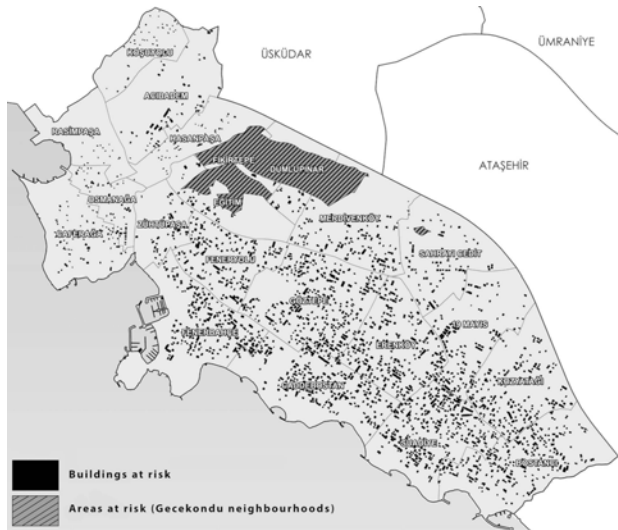 ÜSKÜDAR
ÜMRANİYE
KOŞUYOLU
ACIBADEM
RASİMPAŞA
HASANPAŞA
FİKİRTEPE
DUMLUPINAR
ATAŞEHİR
OSMANAĞA
EĞİTİM
CAFERAĞA
ZÜHTÜPAŞA
MERDİVENKÖY
SAHRAYI CEDİT
FENERYOLU
GÖZTEPE
19 MAYIS
FENERBAHÇE
ERENKÖY
CADDEBOSTAN
KOZYATAĞI
SUADİYE
BOSTANCI
Buildings at risk
Areas at risk (Gecekondu neighbourhoods)